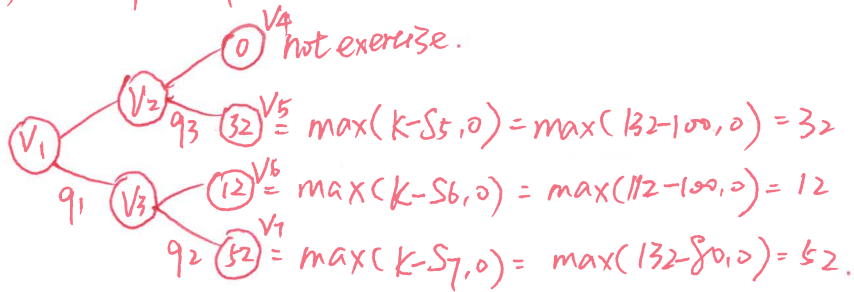 V4
0 not exercise.
V2
q3 32 V5 = max(K-S5,0) = max(132-100,0) = 32
V1
12 V6 = max(K-S6,0) = max(112-100,0) = 12
q1 V3
q2 52 V7 = max(K-S7,0) = max(132-80,0) = 52.